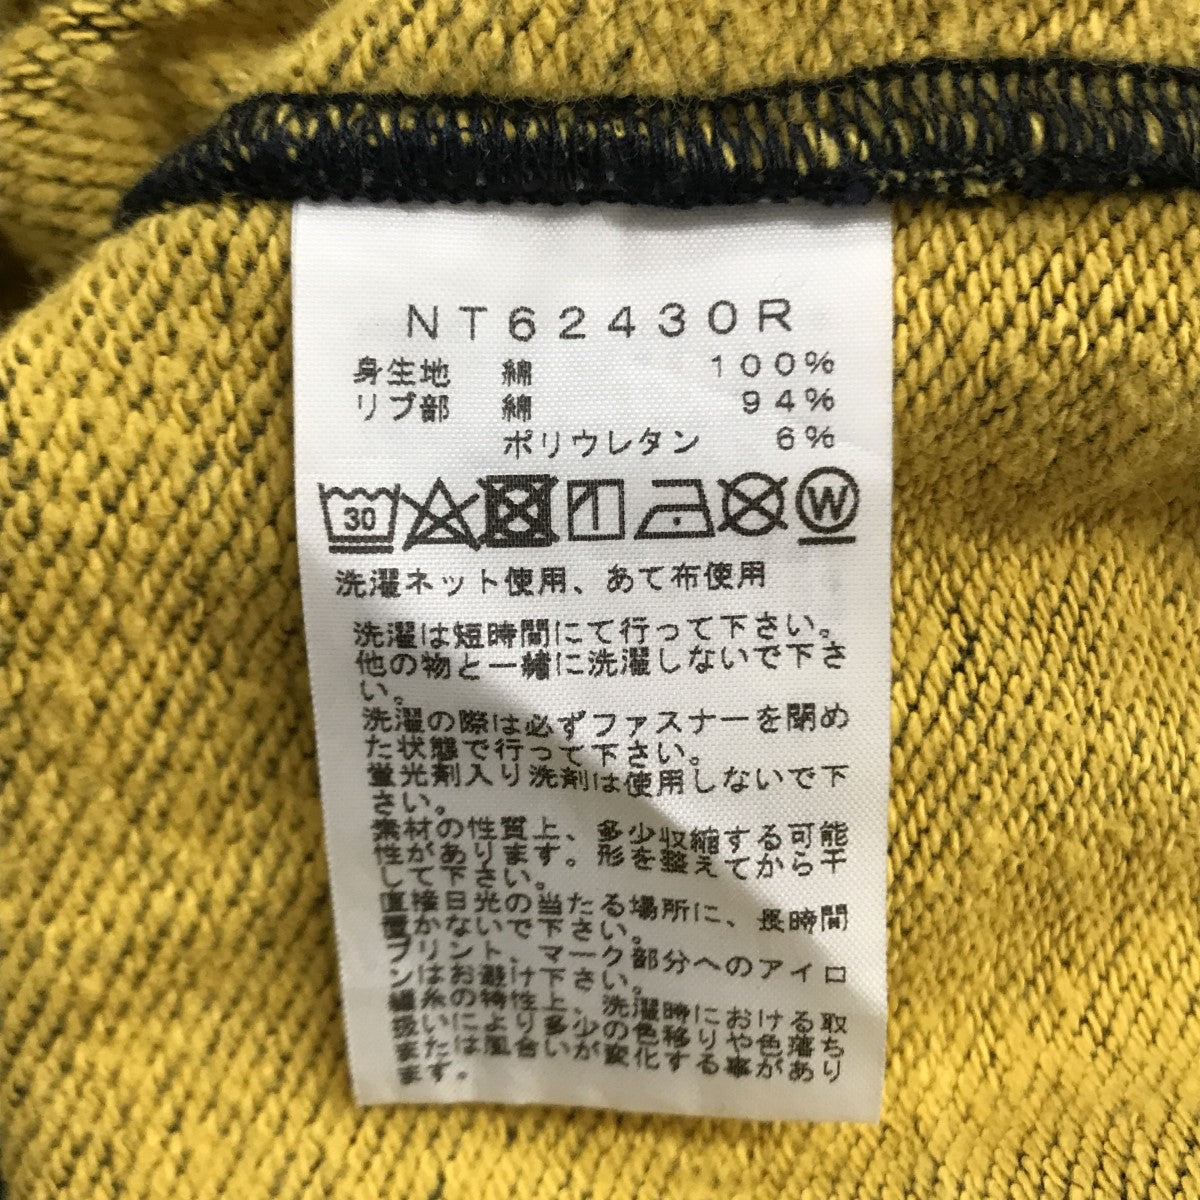 NT62430R
身生地 綿 100%
リブ部 綿 94%
ポリウレタン 6%
30 W
洗濯ネット使用、あて布使用
洗濯は短時間にて行って下さい。
他の物と一緒に洗濯しないで下さ
い。
洗濯の際は必ずファスナーを閉め
た状態で行って下さい。
蛍光剤入り洗剤は使用しないで下
さい。
素材の性質上、多少収縮する可能
性があります。形を整えてから干
して下さい。
直接日光の当たる場所に、長時間
置かないで下さい。
プリント、マーク部分へのアイロ
ンはお避け下さい。
編糸の特性上、洗濯時における取
扱いにより多少の色移りや色落ち
または風合いが変化する事があり
ます。